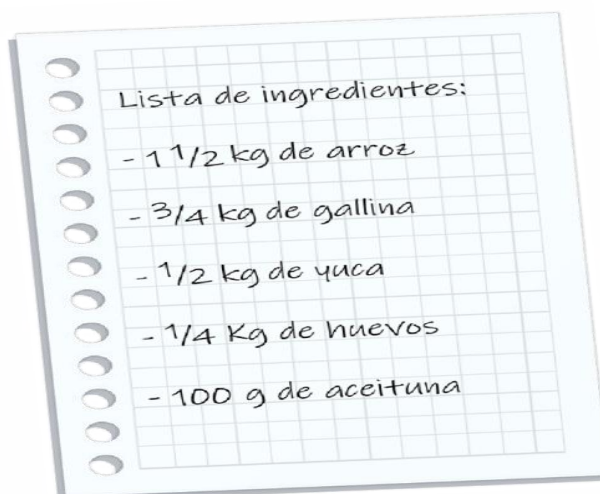 Lista de ingredientes:
- 1 1/2 kg de arroz
- 3/4 kg de gallina
- 1/2 kg de yuca
- 1/4 Kg de huevos
- 100 g de aceituna